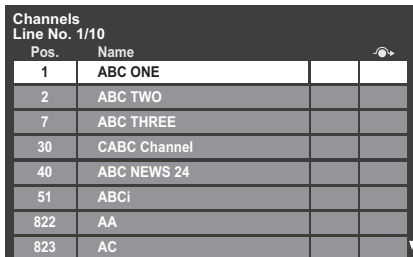 Channels
Line No. 1/10
Pos. Name
1 ABC ONE
2 ABC TWO
7 ABC THREE
30 CABC Channel
40 ABC NEWS 24
51 ABCi
822 AA
823 AC